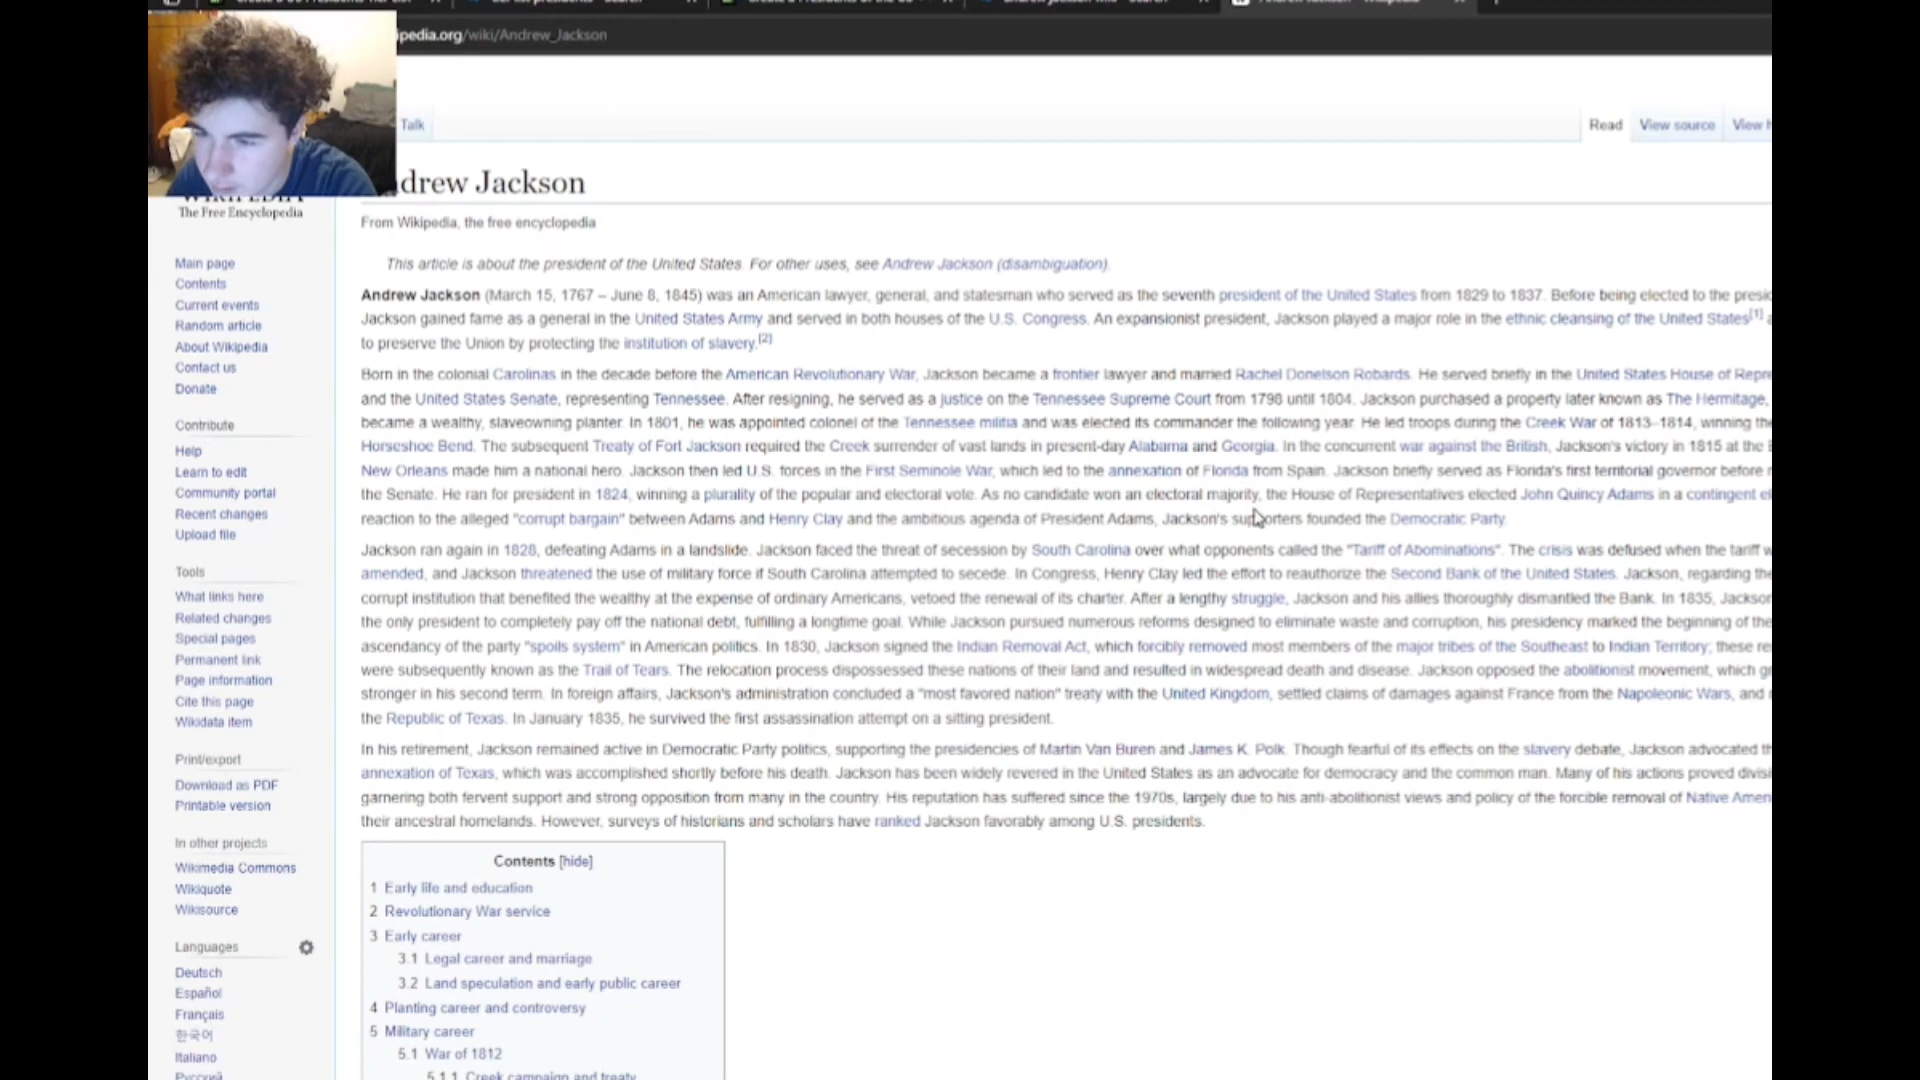 ipedia.org/wiki/Andrew_Jackson
Talk
Read
View source
View
drew Jackson
The Free Encyclopedia
From Wikipedia, the free encyclopedia
Main page
Contents
Current events
Random article
About Wikipedia
Contact us
Donate
Contribute
Help
Learn to edit
Community portal
Recent changes
Upload file
Tools
What links here
Related changes
Special pages
Permanent link
Page information
Cite this page
Wikidata item
Print/export
Download as PDF
Printable version
In other projects
Wikimedia Commons
Wikiquote
Wikisource
Languages
Deutsch
Español
Français
한국어
Italiano
Русский
This article is about the president of the United States. For other uses, see Andrew Jackson (disambiguation).
Andrew Jackson (March 15, 1767 – June 8, 1845) was an American lawyer, general, and statesman who served as the seventh president of the United States from 1829 to 1837. Before being elected to the presid
Jackson gained fame as a general in the United States Army and served in both houses of the U.S. Congress. An expansionist president, Jackson played a major role in the ethnic cleansing of the United States[1] a
to preserve the Union by protecting the institution of slavery.[2]
Born in the colonial Carolinas in the decade before the American Revolutionary War, Jackson became a frontier lawyer and married Rachel Donelson Robards. He served briefly in the United States House of Repre
and the United States Senate, representing Tennessee. After resigning, he served as a justice on the Tennessee Supreme Court from 1798 until 1804. Jackson purchased a property later known as The Hermitage,
became a wealthy, slaveowning planter. In 1801, he was appointed colonel of the Tennessee militia and was elected its commander the following year. He led troops during the Creek War of 1813–1814, winning the
Horseshoe Bend. The subsequent Treaty of Fort Jackson required the Creek surrender of vast lands in present-day Alabama and Georgia. In the concurrent war against the British, Jackson's victory in 1815 at the B
New Orleans made him a national hero. Jackson then led U.S. forces in the First Seminole War, which led to the annexation of Florida from Spain. Jackson briefly served as Florida's first territorial governor before r
the Senate. He ran for president in 1824, winning a plurality of the popular and electoral vote. As no candidate won an electoral majority, the House of Representatives elected John Quincy Adams in a contingent el
reaction to the alleged "corrupt bargain" between Adams and Henry Clay and the ambitious agenda of President Adams, Jackson's supporters founded the Democratic Party.
Jackson ran again in 1828, defeating Adams in a landslide. Jackson faced the threat of secession by South Carolina over what opponents called the "Tariff of Abominations". The crisis was defused when the tariff w
amended, and Jackson threatened the use of military force if South Carolina attempted to secede. In Congress, Henry Clay led the effort to reauthorize the Second Bank of the United States. Jackson, regarding the
corrupt institution that benefited the wealthy at the expense of ordinary Americans, vetoed the renewal of its charter. After a lengthy struggle, Jackson and his allies thoroughly dismantled the Bank. In 1835, Jackson
the only president to completely pay off the national debt, fulfilling a longtime goal. While Jackson pursued numerous reforms designed to eliminate waste and corruption, his presidency marked the beginning of the
ascendancy of the party "spoils system" in American politics. In 1830, Jackson signed the Indian Removal Act, which forcibly removed most members of the major tribes of the Southeast to Indian Territory; these re
were subsequently known as the Trail of Tears. The relocation process dispossessed these nations of their land and resulted in widespread death and disease. Jackson opposed the abolitionist movement, which gr
stronger in his second term. In foreign affairs, Jackson's administration concluded a "most favored nation" treaty with the United Kingdom, settled claims of damages against France from the Napoleonic Wars, and
the Republic of Texas. In January 1835, he survived the first assassination attempt on a sitting president.
In his retirement, Jackson remained active in Democratic Party politics, supporting the presidencies of Martin Van Buren and James K. Polk. Though fearful of its effects on the slavery debate, Jackson advocated th
annexation of Texas, which was accomplished shortly before his death. Jackson has been widely revered in the United States as an advocate for democracy and the common man. Many of his actions proved divisi
garnering both fervent support and strong opposition from many in the country. His reputation has suffered since the 1970s, largely due to his anti-abolitionist views and policy of the forcible removal of Native Amer
their ancestral homelands. However, surveys of historians and scholars have ranked Jackson favorably among U.S. presidents.
Contents [hide]
1 Early life and education
2 Revolutionary War service
3 Early career
3.1 Legal career and marriage
3.2 Land speculation and early public career
4 Planting career and controversy
5 Military career
5.1 War of 1812
5.1.1 Creek campaign and treaty